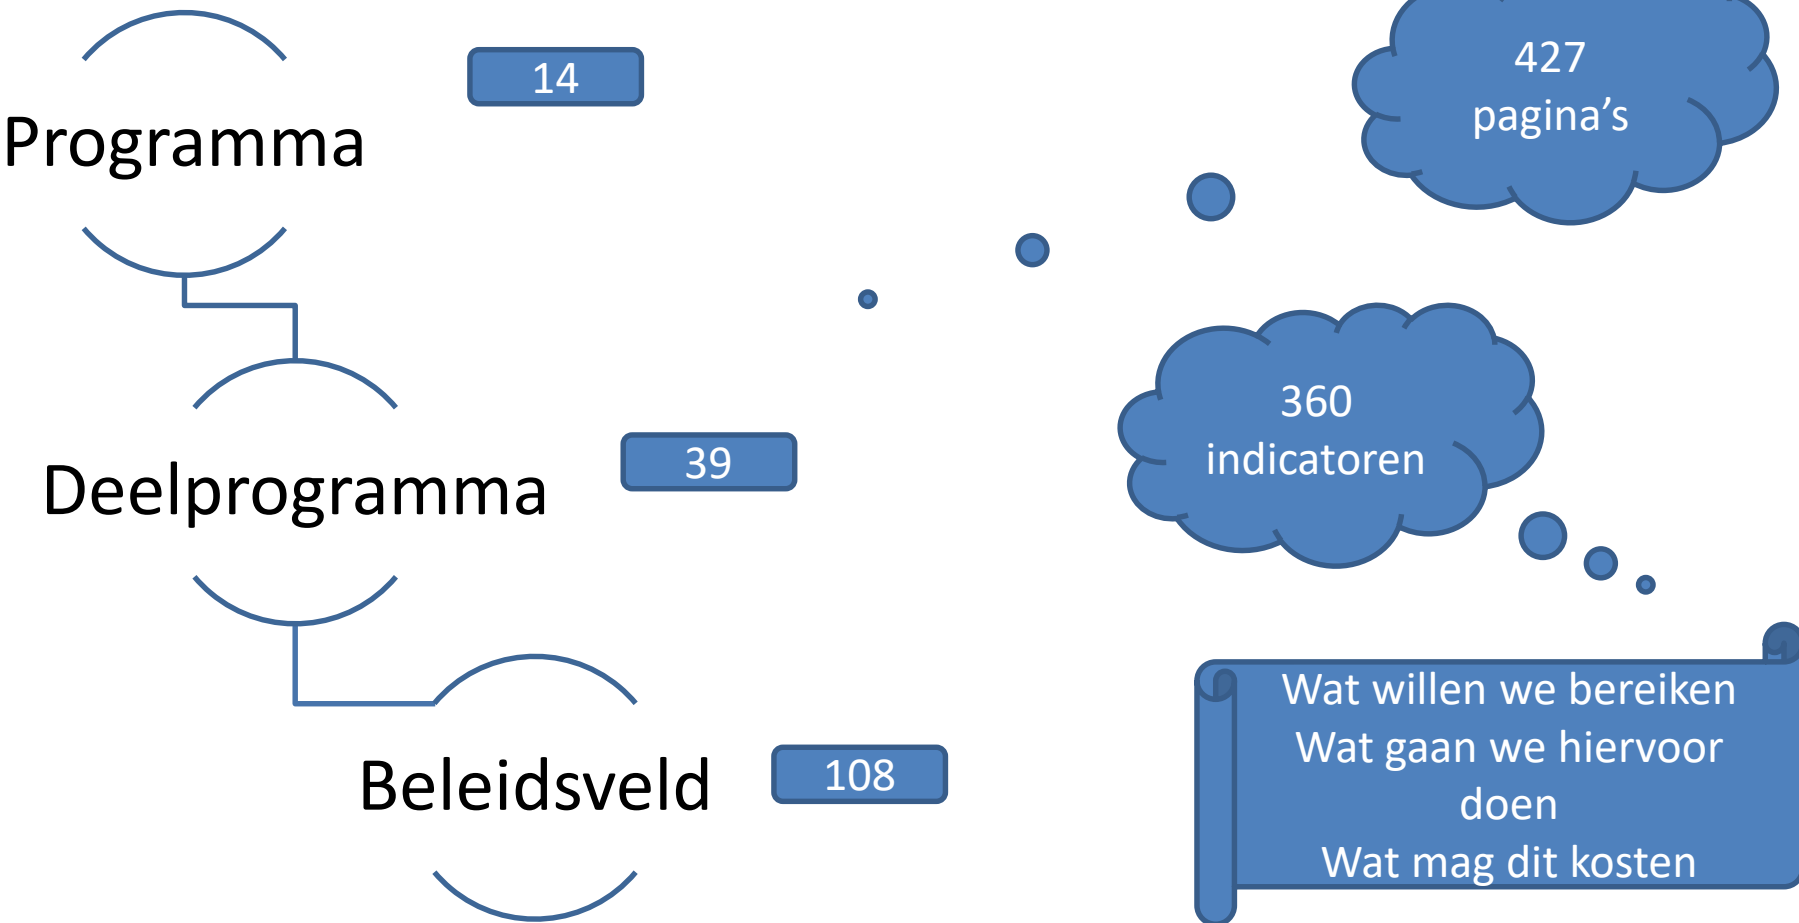 Programma
14
427
pagina's
Deelprogramma
39
360
indicatoren
Beleidsveld
108
Wat willen we bereiken
Wat gaan we hiervoor
doen
Wat mag dit kosten